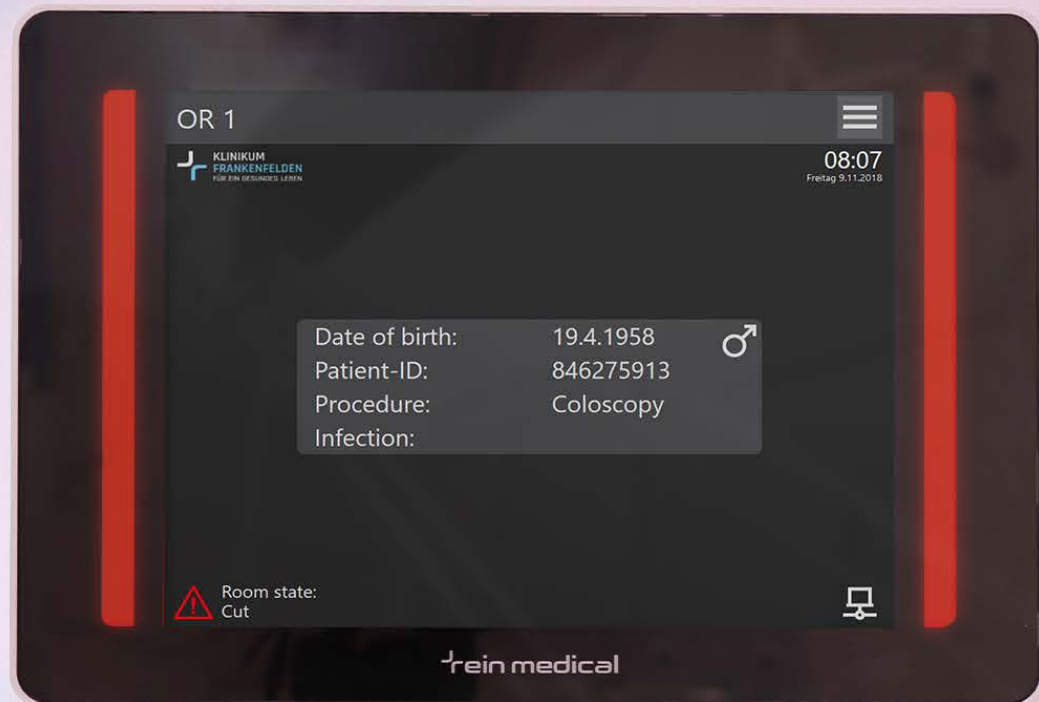 OR 1
KLINIKUM
FRANKENFELDEN
FÜR EIN GESUNDES LEBEN
08:07
Freitag 9.11.2018
Date of birth: 19.4.1958
Patient-ID: 846275913
Procedure: Coloscopy
Infection:
Room state:
Cut
rein medical